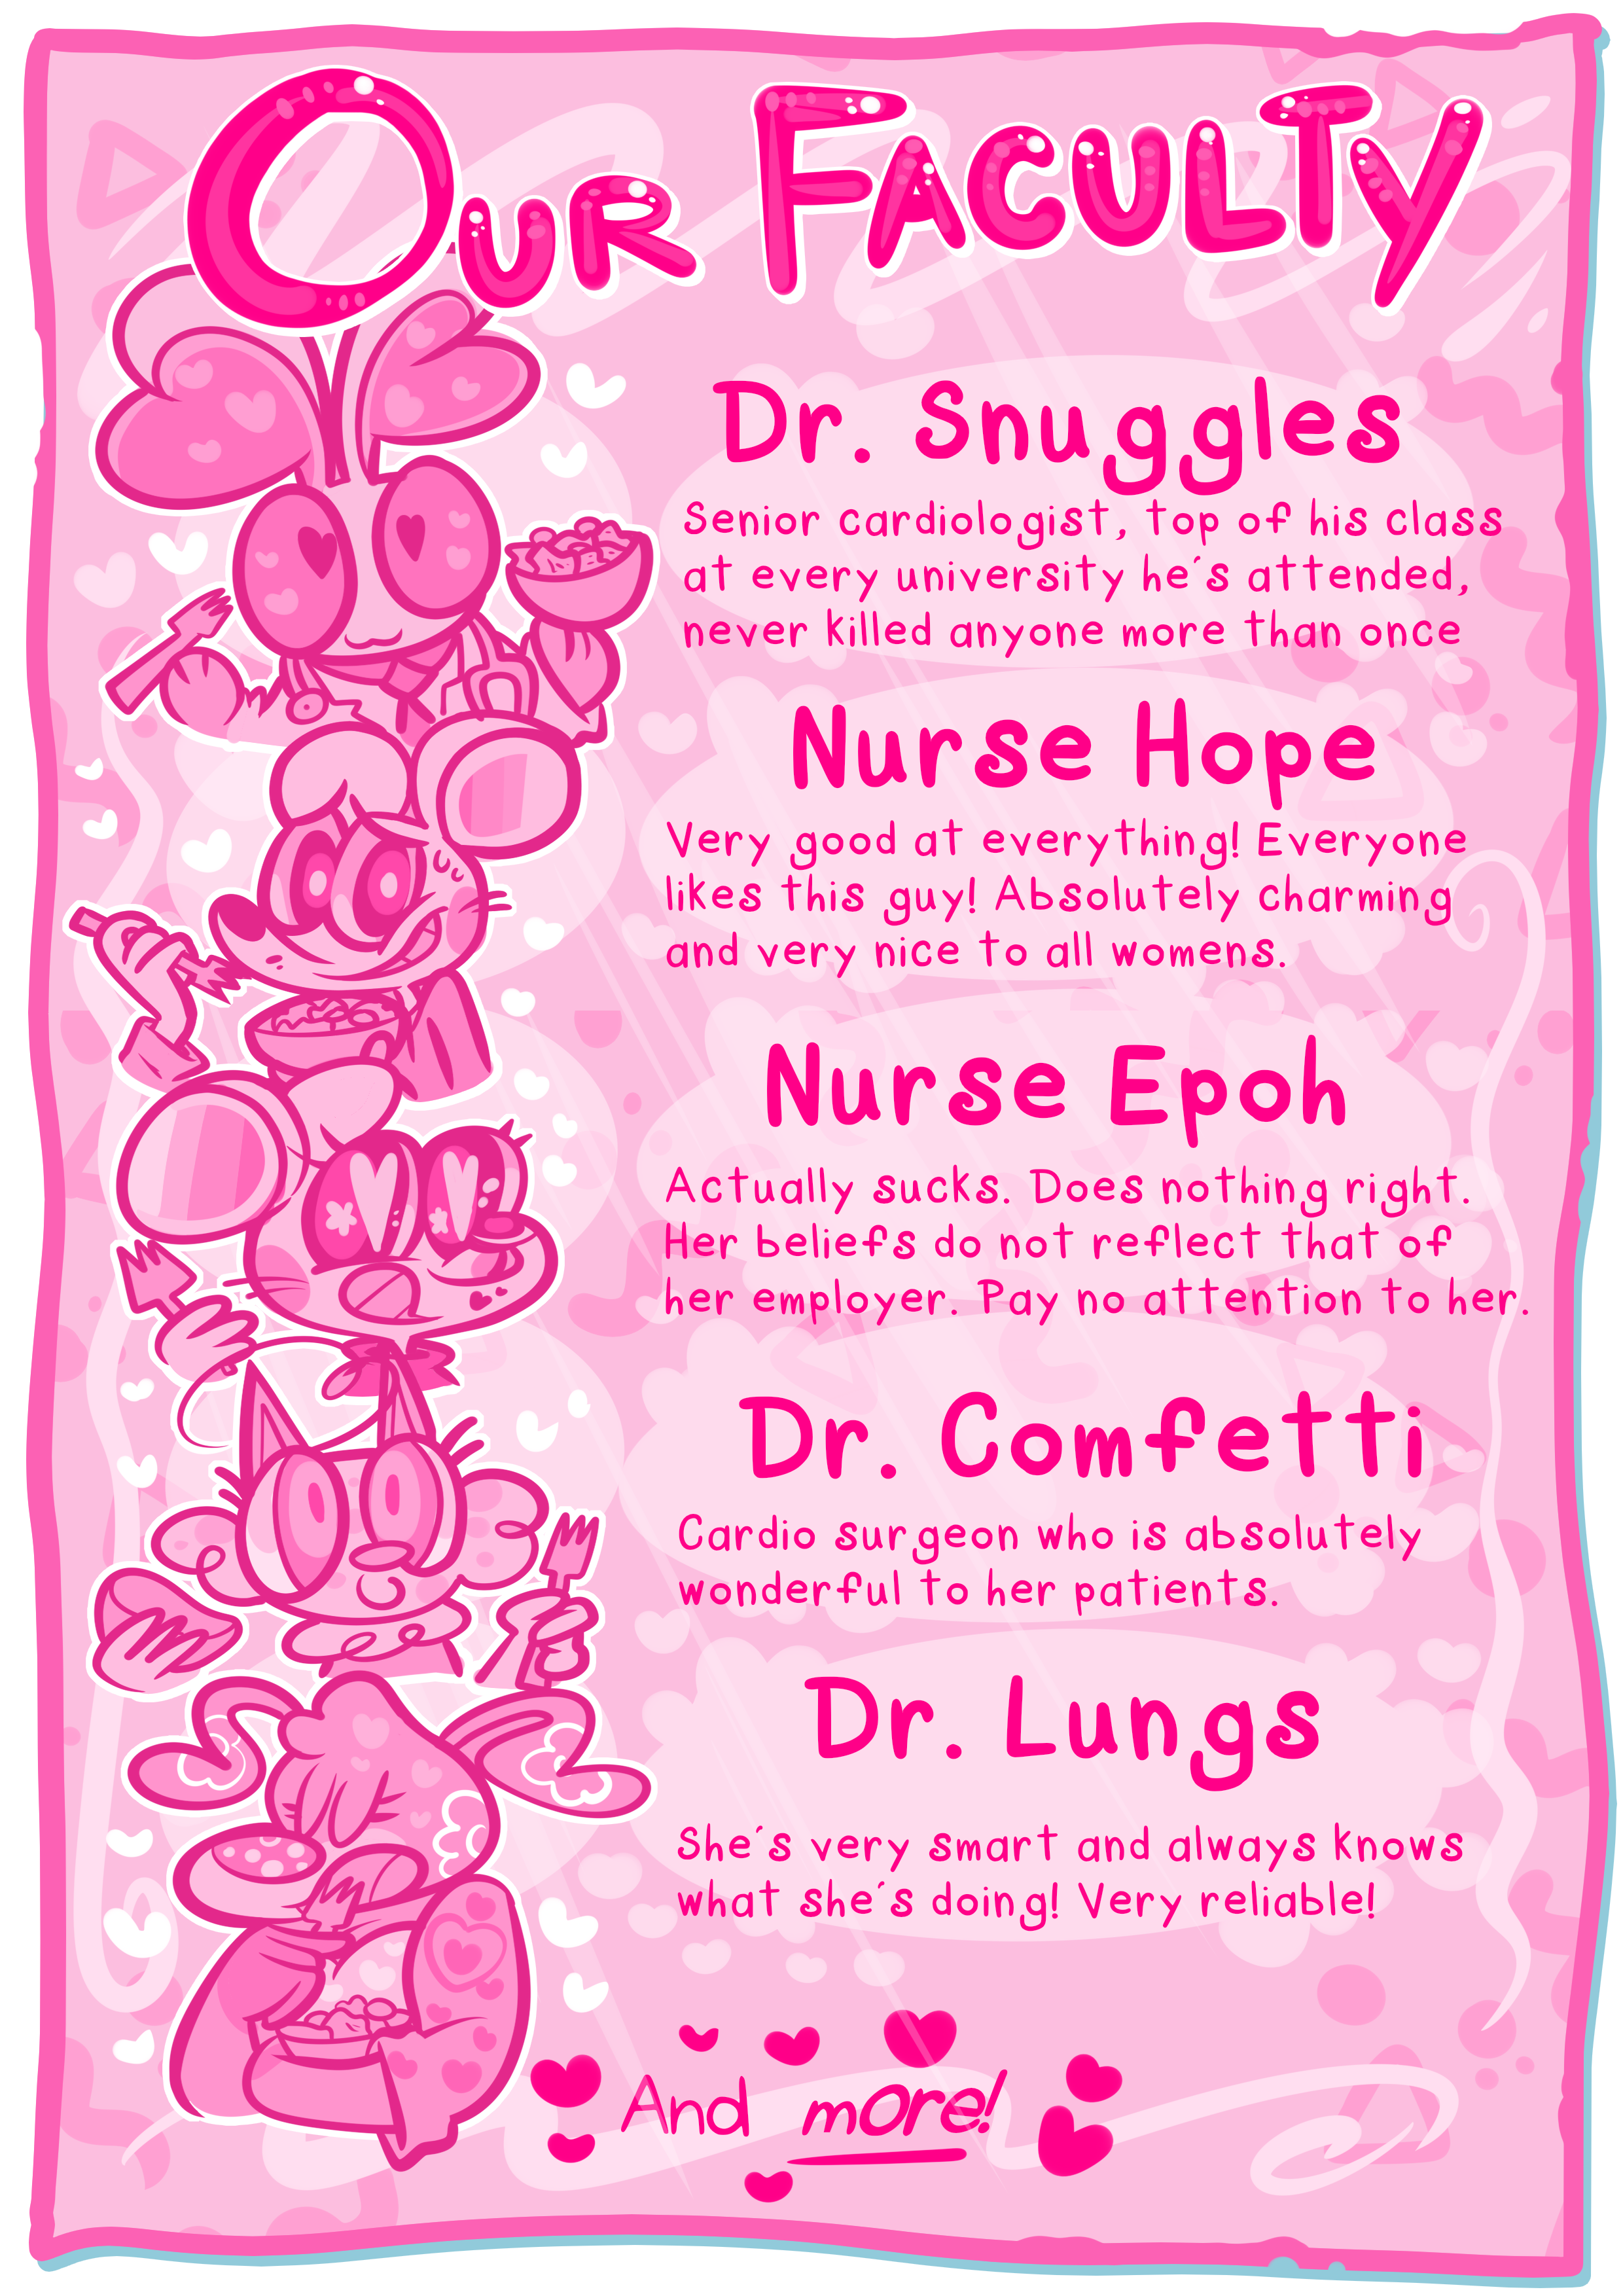 Our Faculty
Dr. Snuggles
Senior cardiologist, top of his class
at every university he's attended,
never killed anyone more than once
Nurse Hope
Very good at everything! Everyone
likes this guy! Absolutely charming
and very nice to all womens.
Nurse Epoh
Actually sucks. Does nothing right.
Her beliefs do not reflect that of
her employer. Pay no attention to her.
Dr. Comfetti
Cardio surgeon who is absolutely
wonderful to her patients.
Dr. Lungs
She's very smart and always knows
what she's doing! Very reliable!
And more!